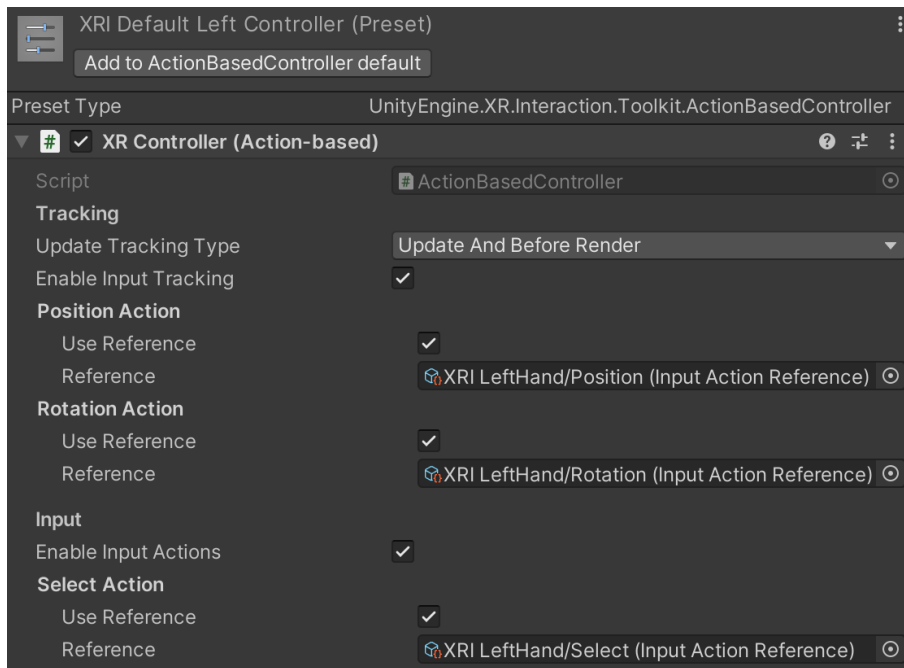 XRI Default Left Controller (Preset)
Add to ActionBasedController default
Preset Type UnityEngine.XR.Interaction.Toolkit.ActionBasedController
# XR Controller (Action-based)
Script # ActionBasedController
Tracking
Update Tracking Type Update And Before Render
Enable Input Tracking
Position Action
Use Reference
Reference XRI LeftHand/Position (Input Action Reference)
Rotation Action
Use Reference
Reference XRI LeftHand/Rotation (Input Action Reference)
Input
Enable Input Actions
Select Action
Use Reference
Reference XRI LeftHand/Select (Input Action Reference)